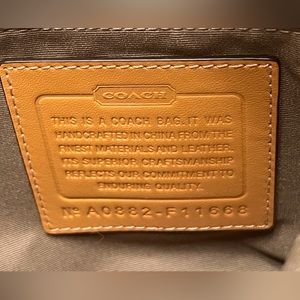 COACH
THIS IS A COACH BAG. IT WAS
HANDCRAFTED IN CHINA FROM THE
FINEST MATERIALS AND LEATHER.
ITS SUPERIOR CRAFTSMANSHIP
REFLECTS OUR COMMITMENT TO
ENDURING QUALITY.
Nº A0882-F11668